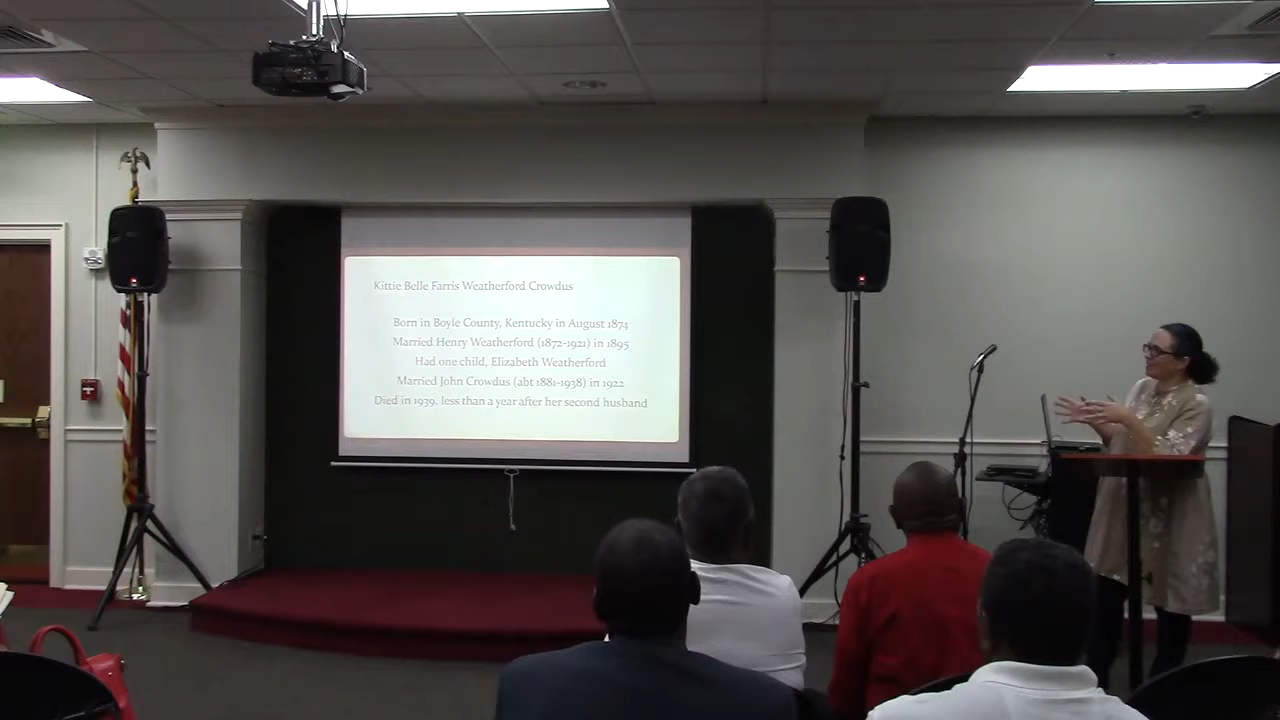 Kittie Belle Farris Weatherford Crowdus
Born in Boyle County, Kentucky in August 1874
Married Henry Weatherford (1872-1921) in 1895
Had one child, Elizabeth Weatherford
Married John Crowdus (abt 1881-1938) in 1922
Died in 1939, less than a year after her second husband